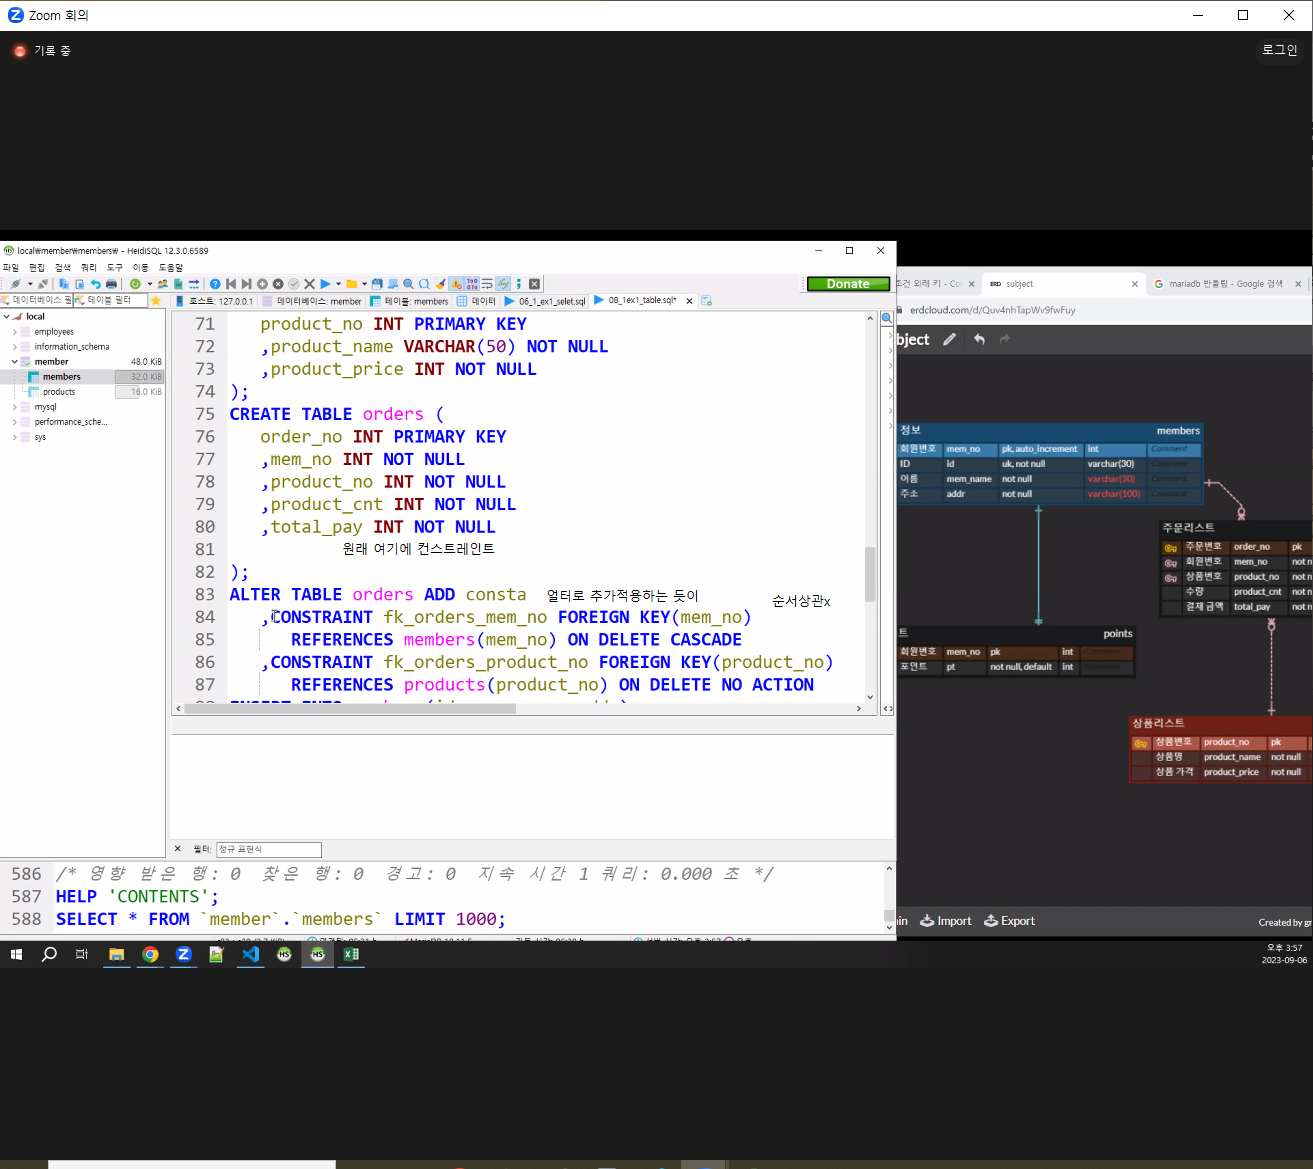 Zoom 회의
기록 중
로그인
local₩member₩members₩ - HeidiSQL 12.3.0.6589
파일 편집 검색 쿼리 도구 이동 도움말
Donate
데이터베이스 필 테이블 필터 호스트: 127.0.0.1 데이터베이스: member 테이블: members 데이터 06_1_ex1_selet.sql 08_1ex1_table.sql*
local
employees
information_schema
member 48.0 KiB
members 32.0 KiB
products 16.0 KiB
mysql
performance_sche...
sys
71 product_no INT PRIMARY KEY
72 ,product_name VARCHAR(50) NOT NULL
73 ,product_price INT NOT NULL
74 );
75 CREATE TABLE orders (
76 order_no INT PRIMARY KEY
77 ,mem_no INT NOT NULL
78 ,product_no INT NOT NULL
79 ,product_cnt INT NOT NULL
80 ,total_pay INT NOT NULL
81 원래 여기에 컨스트레인트
82 );
83 ALTER TABLE orders ADD consta 얼터로 추가적용하는 듯이 순서상관x
84 ,CONSTRAINT fk_orders_mem_no FOREIGN KEY(mem_no)
85 REFERENCES members(mem_no) ON DELETE CASCADE
86 ,CONSTRAINT fk_orders_product_no FOREIGN KEY(product_no)
87 REFERENCES products(product_no) ON DELETE NO ACTION
필터: 정규 표현식
586 /* 영향 받은 행: 0 찾은 행: 0 경고: 0 지속 시간 1 쿼리: 0.000 초 */
587 HELP 'CONTENTS';
588 SELECT * FROM `member`.`members` LIMIT 1000;
조건 외래 키 - Co subject mariadb 반올림 - Google 검색
erdcloud.com/d/Quv4nhTapWv9fwFuy
bject
정보 members
회원번호 mem_no pk, auto_increment Int Comment
ID id uk, not null varchar(30) Comment
이름 mem_name not null varchar(30) Comment
주소 addr not null varchar(100) Comment
주문리스트
주문번호 order_no pk
회원번호 mem_no not n
상품번호 product_no not n
수량 product_cnt not n
결재 금액 total_pay not n
트 points
회원번호 mem_no pk int Comment
포인트 pt not null, default int Comment
상품리스트
상품번호 product_no pk
상품명 product_name not null
상품 가격 product_price not null
in Import Export Created by gr
오후 3:57
2023-09-06